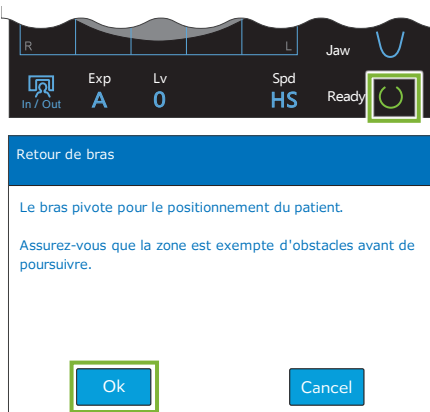 R L Jaw
Exp Lv Spd
In / Out A 0 HS Ready
Retour de bras
Le bras pivote pour le positionnement du patient.
Assurez-vous que la zone est exempte d'obstacles avant de
poursuivre.
Ok Cancel